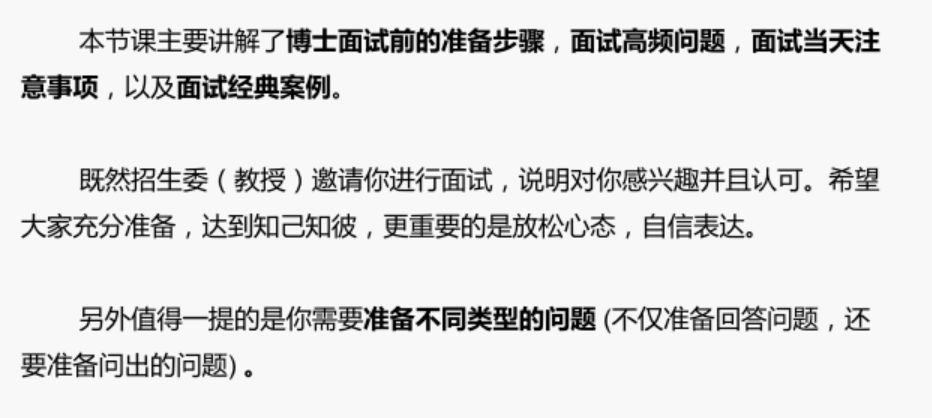 本节课主要讲解了博士面试前的准备步骤，面试高频问题，面试当天注
意事项，以及面试经典案例。
既然招生委（教授）邀请你进行面试，说明对你感兴趣并且认可。希望
大家充分准备，达到知己知彼，更重要的是放松心态，自信表达。
另外值得一提的是你需要准备不同类型的问题 (不仅准备回答问题，还
要准备问出的问题) 。